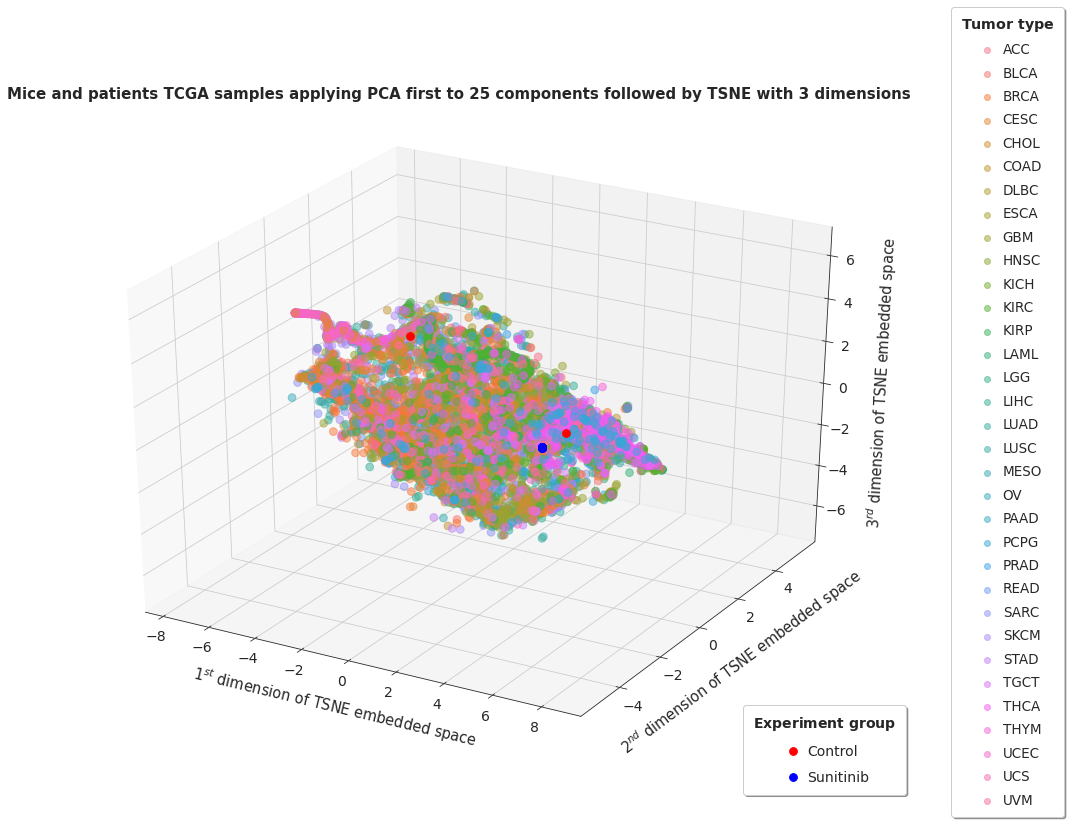 Mice and patients TCGA samples applying PCA first to 25 components followed by TSNE with 3 dimensions
Tumor type
ACC
BLCA
BRCA
CESC
CHOL
COAD
DLBC
ESCA
GBM
HNSC
KICH
KIRC
KIRP
LAML
LGG
LIHC
LUAD
LUSC
MESO
OV
PAAD
PCPG
PRAD
READ
SARC
SKCM
STAD
TGCT
THCA
THYM
UCEC
UCS
UVM
6
4
2
0
−2
−4
−6
3rd dimension of TSNE embedded space
4
2
0
−2
−4
2nd dimension of TSNE embedded space
−8
−6
−4
−2
0
2
4
6
8
1st dimension of TSNE embedded space
Experiment group
Control
Sunitinib